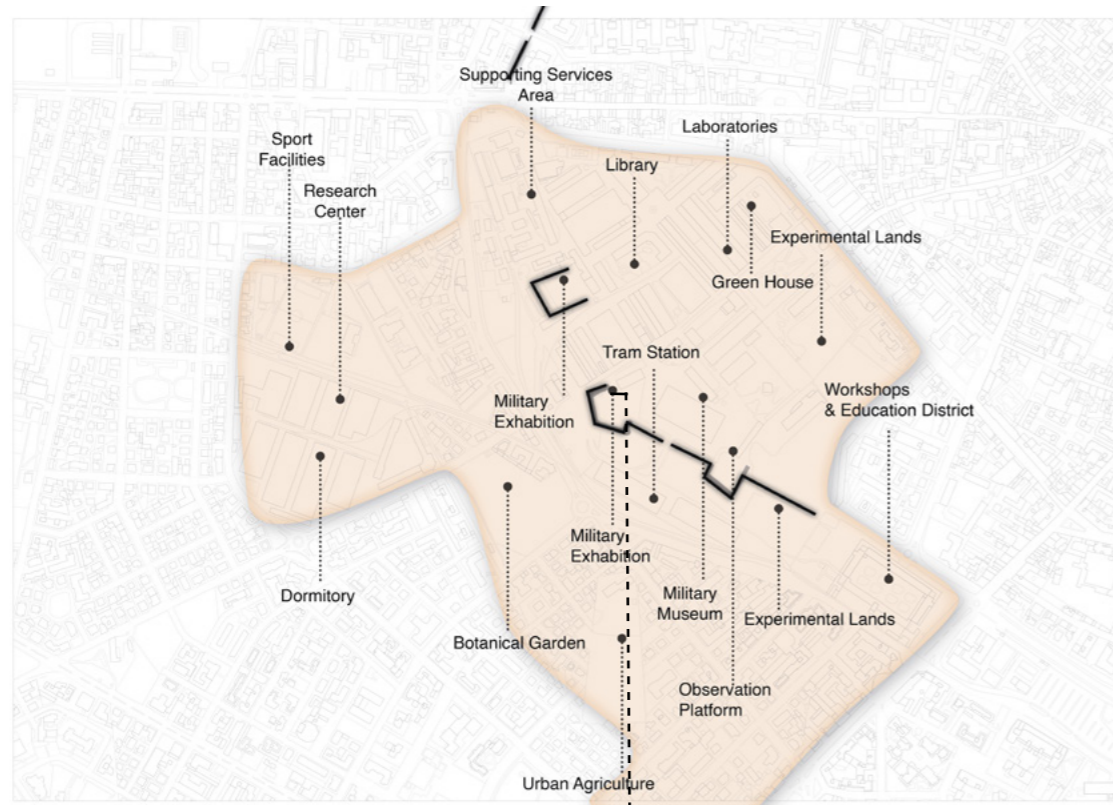 Supporting Services
Area
Sport
Facilities
Laboratories
Library
Research
Center
Experimental Lands
Green House
Tram Station
Workshops
& Education District
Military
Exhabition
Military
Exhabition
Military
Museum
Dormitory
Experimental Lands
Botanical Garden
Observation
Platform
Urban Agriculture